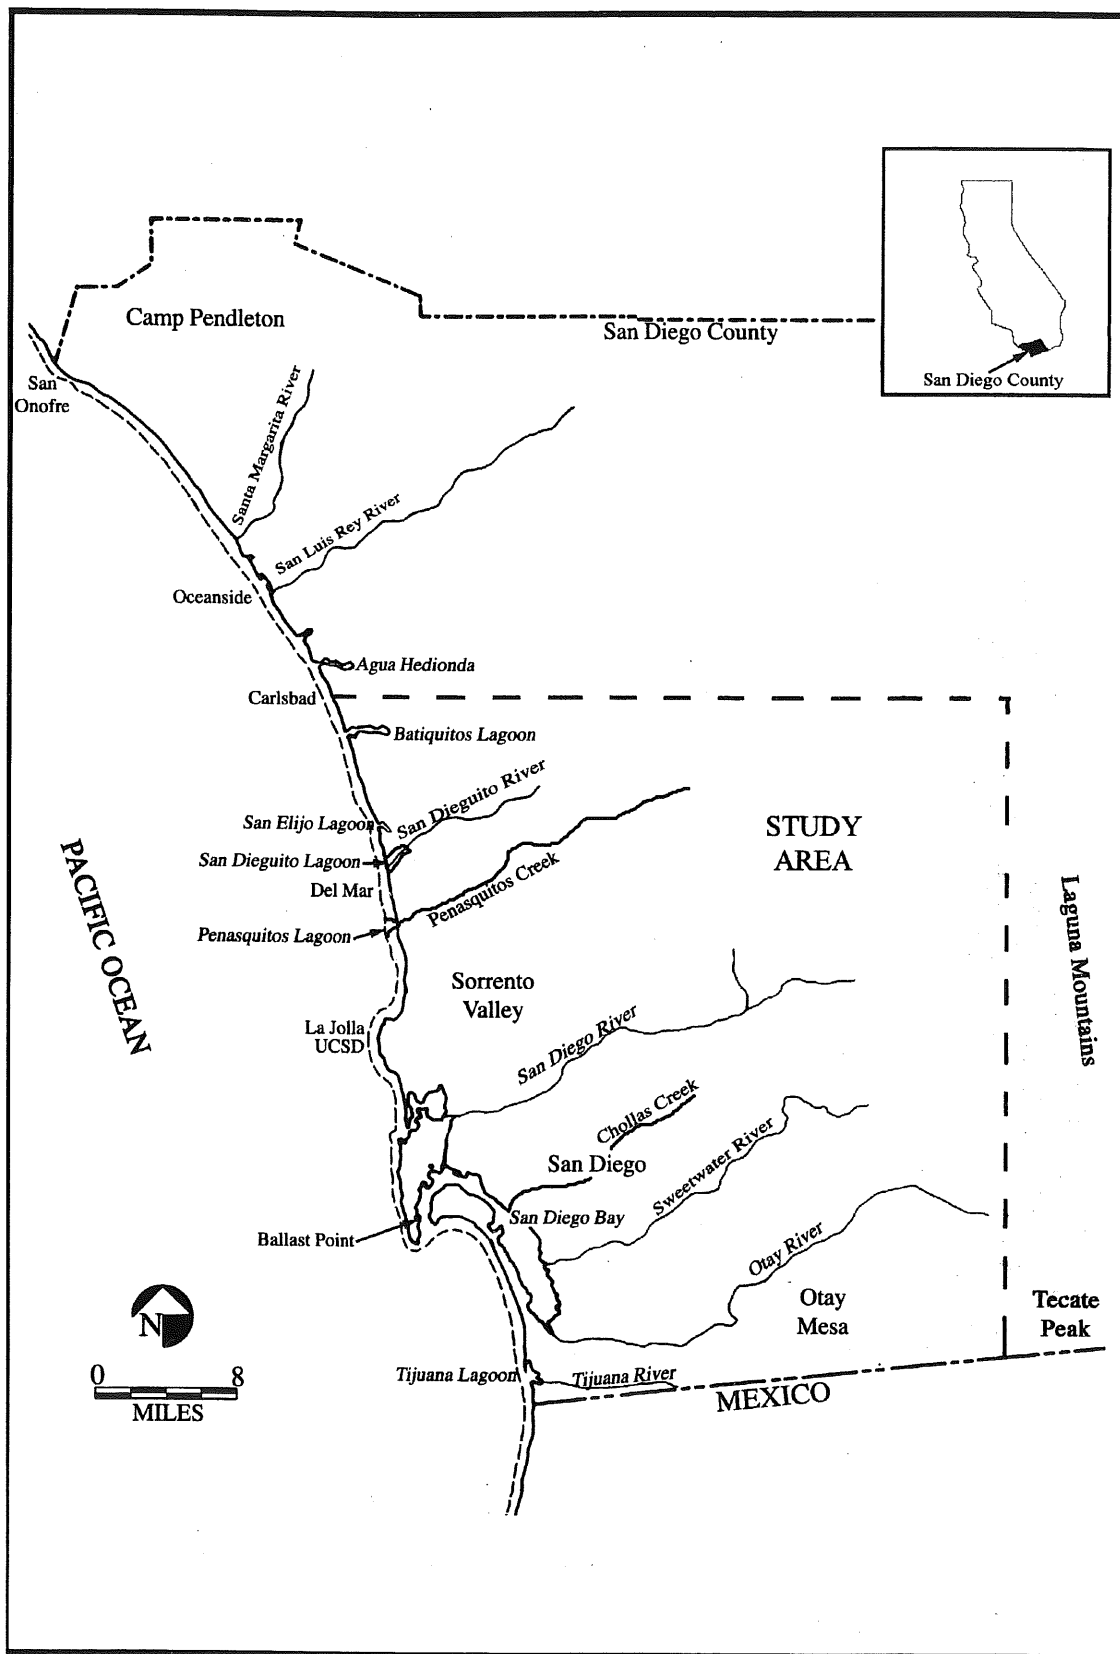 San Diego County
Camp Pendleton
San Diego County
San
Onofre
Santa Margarita River
San Luis Rey River
Oceanside
Agua Hedionda
Carlsbad
Batiquitos Lagoon
San Dieguito River
San Elijo Lagoon
STUDY
AREA
San Dieguito Lagoon
Del Mar
Penasquitos Creek
Penasquitos Lagoon
PACIFIC OCEAN
Laguna Mountains
Sorrento
Valley
La Jolla
UCSD
San Diego River
Chollas Creek
San Diego
Sweetwater River
San Diego Bay
Ballast Point
Otay River
Otay
Mesa
Tecate
Peak
N
0 8
MILES
Tijuana Lagoon
Tijuana River
MEXICO